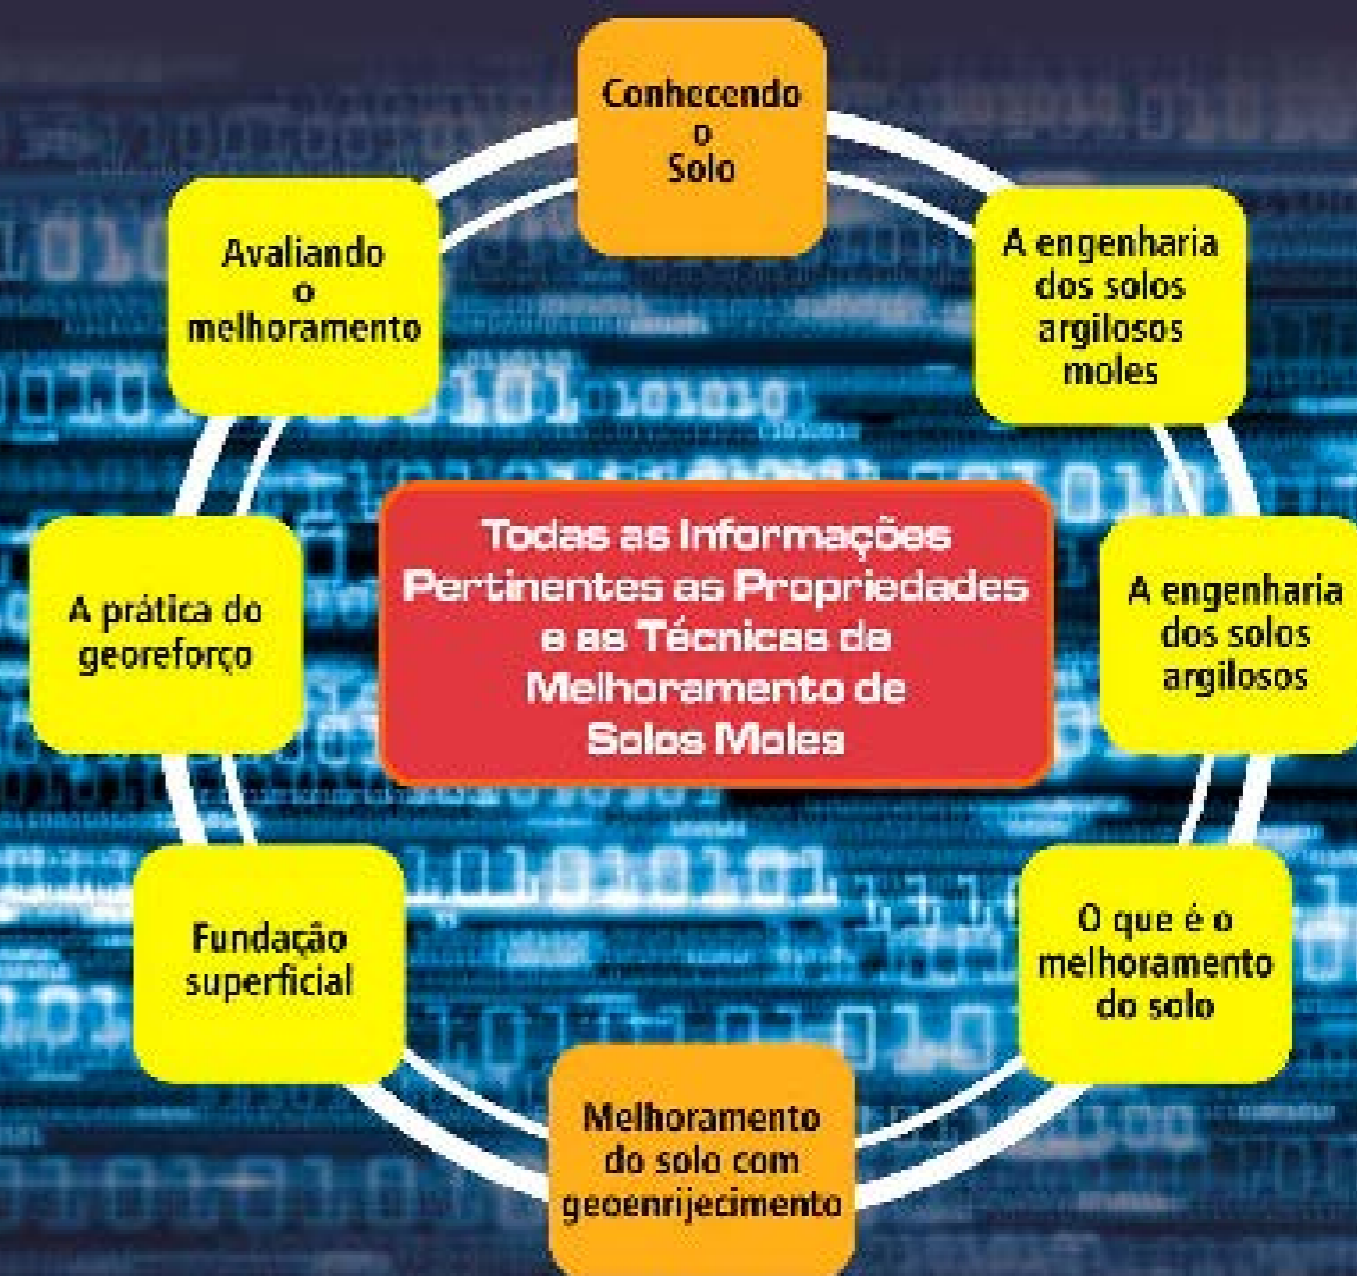 Conhecendo
o
Solo
A engenharia
dos solos
argilosos
moles
A engenharia
dos solos
argilosos
O que é o
melhoramento
do solo
Melhoramento
do solo com
geoenrijecimento
Fundação
superficial
A prática do
georeforço
Avaliando
o
melhoramento
Todas as Informações
Pertinentes as Propriedades
e as Técnicas de
Melhoramento de
Solos Moles